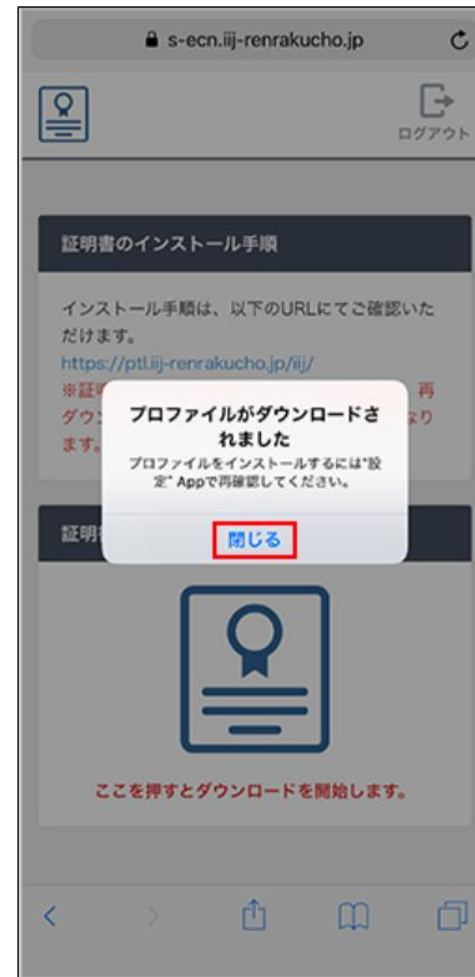 s-ecn.iij-renrakucho.jp
ログアウト
証明書のインストール手順
インストール手順は、以下のURLにてご確認いた
だけます。
https://ptl.iij-renrakucho.jp/iij/
※証 再
ダウ なり
ます。
プロファイルがダウンロードさ
れました
プロファイルをインストールするには"設
定" Appで再確認してください。
閉じる
証明
ここを押すとダウンロードを開始します。